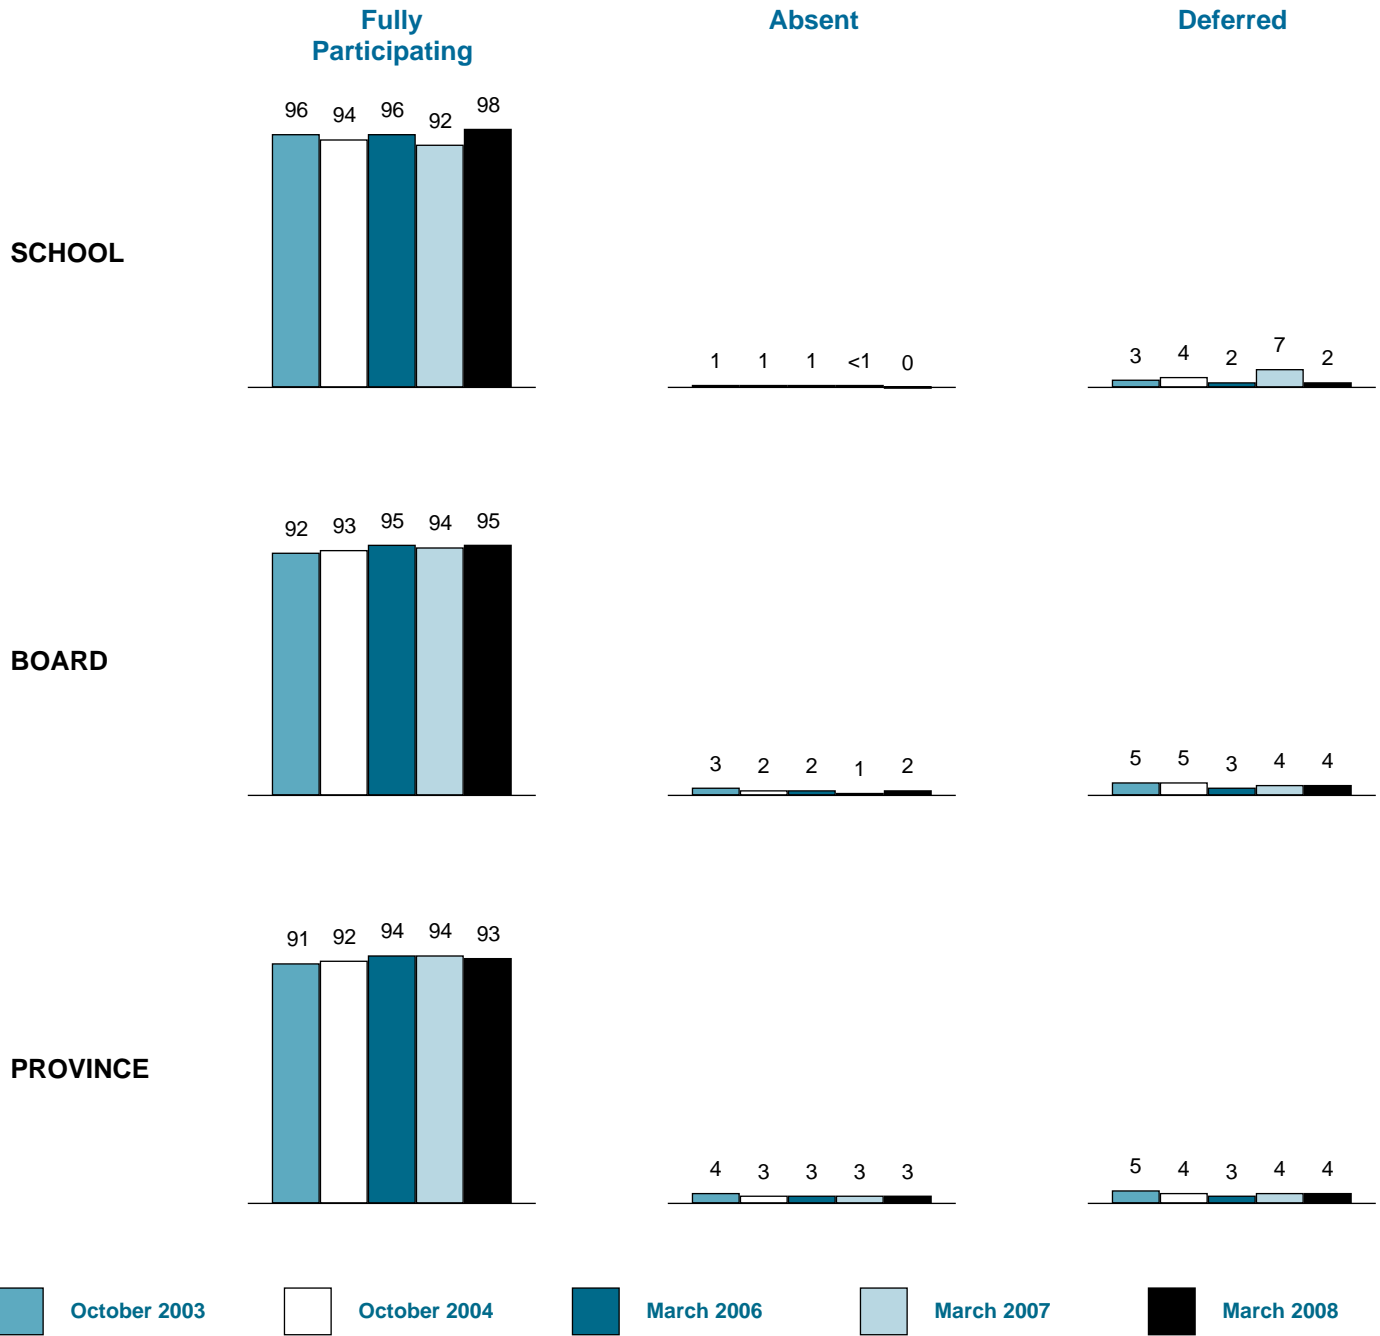 Fully
Participating
Absent
Deferred
SCHOOL
96 94 96 92 98
1 1 1 <1 0
3 4 2 7 2
BOARD
92 93 95 94 95
3 2 2 1 2
5 5 3 4 4
PROVINCE
91 92 94 94 93
4 3 3 3 3
5 4 3 4 4
October 2003 October 2004 March 2006 March 2007 March 2008